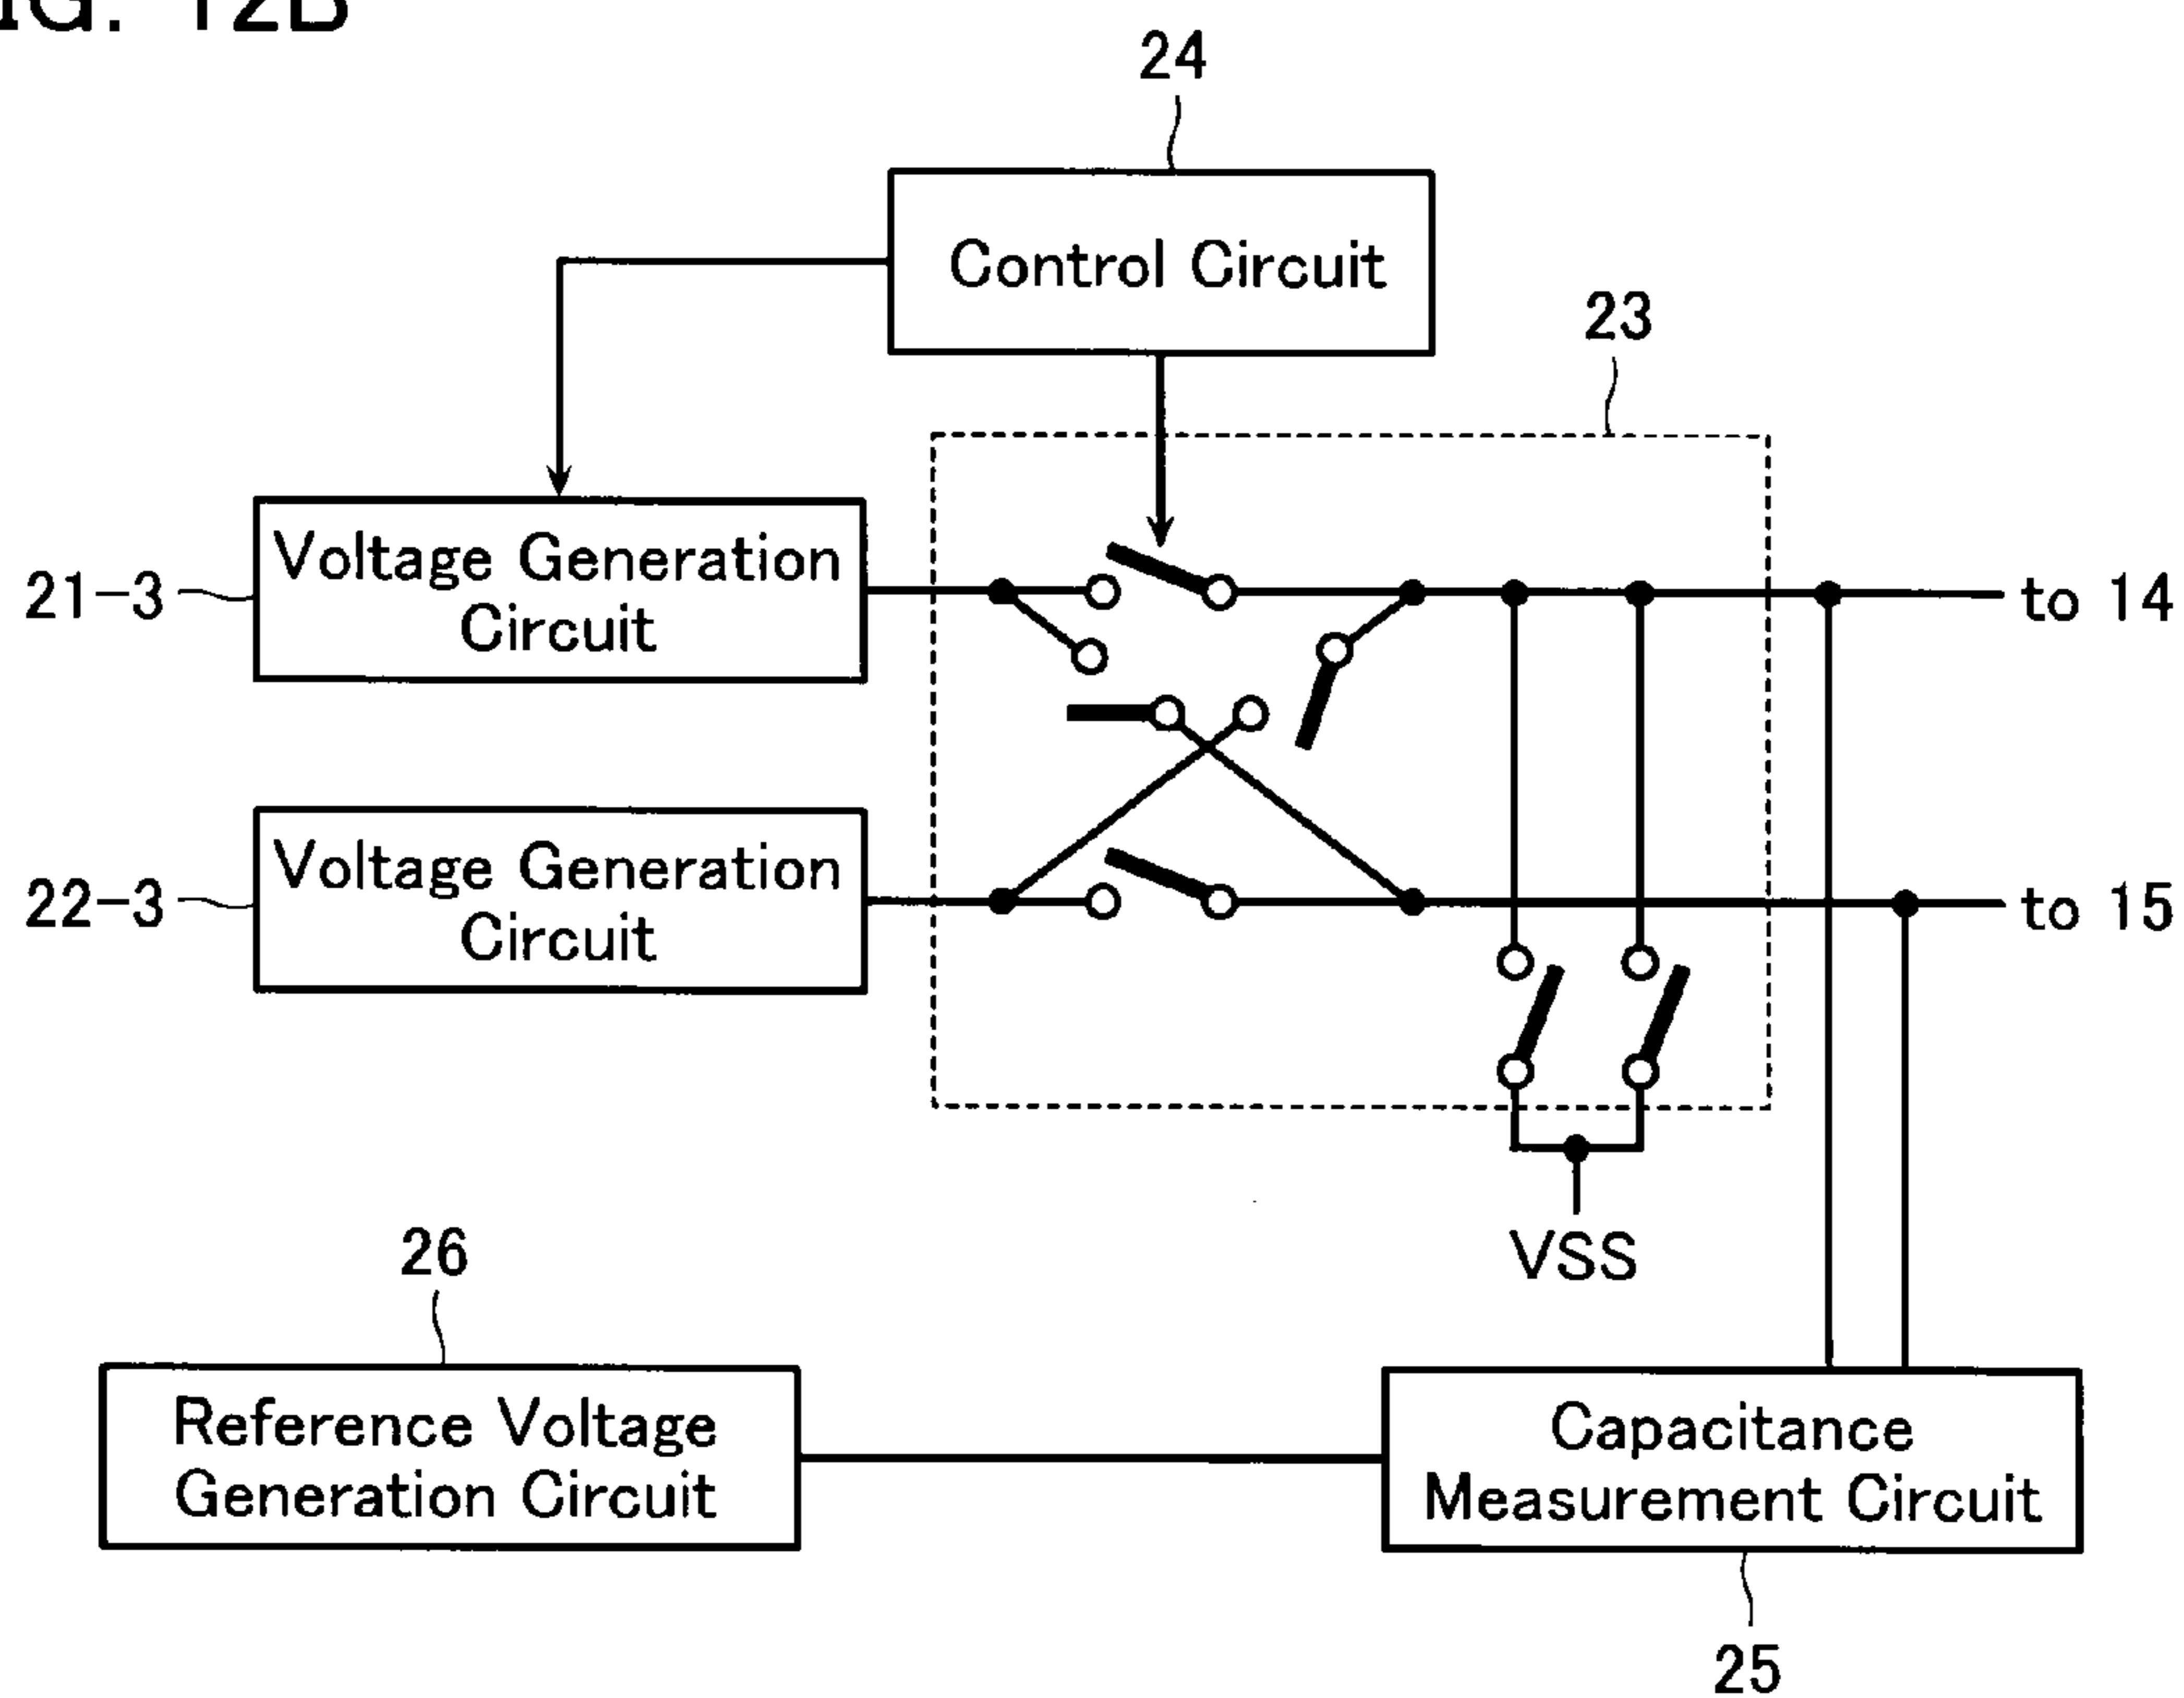 12B
24
Control Circuit
23
Voltage Generation
Circuit
21-3
to 14
Voltage Generation
Circuit
22-3
to 15
VSS
26
Reference Voltage
Generation Circuit
Capacitance
Measurement Circuit
25